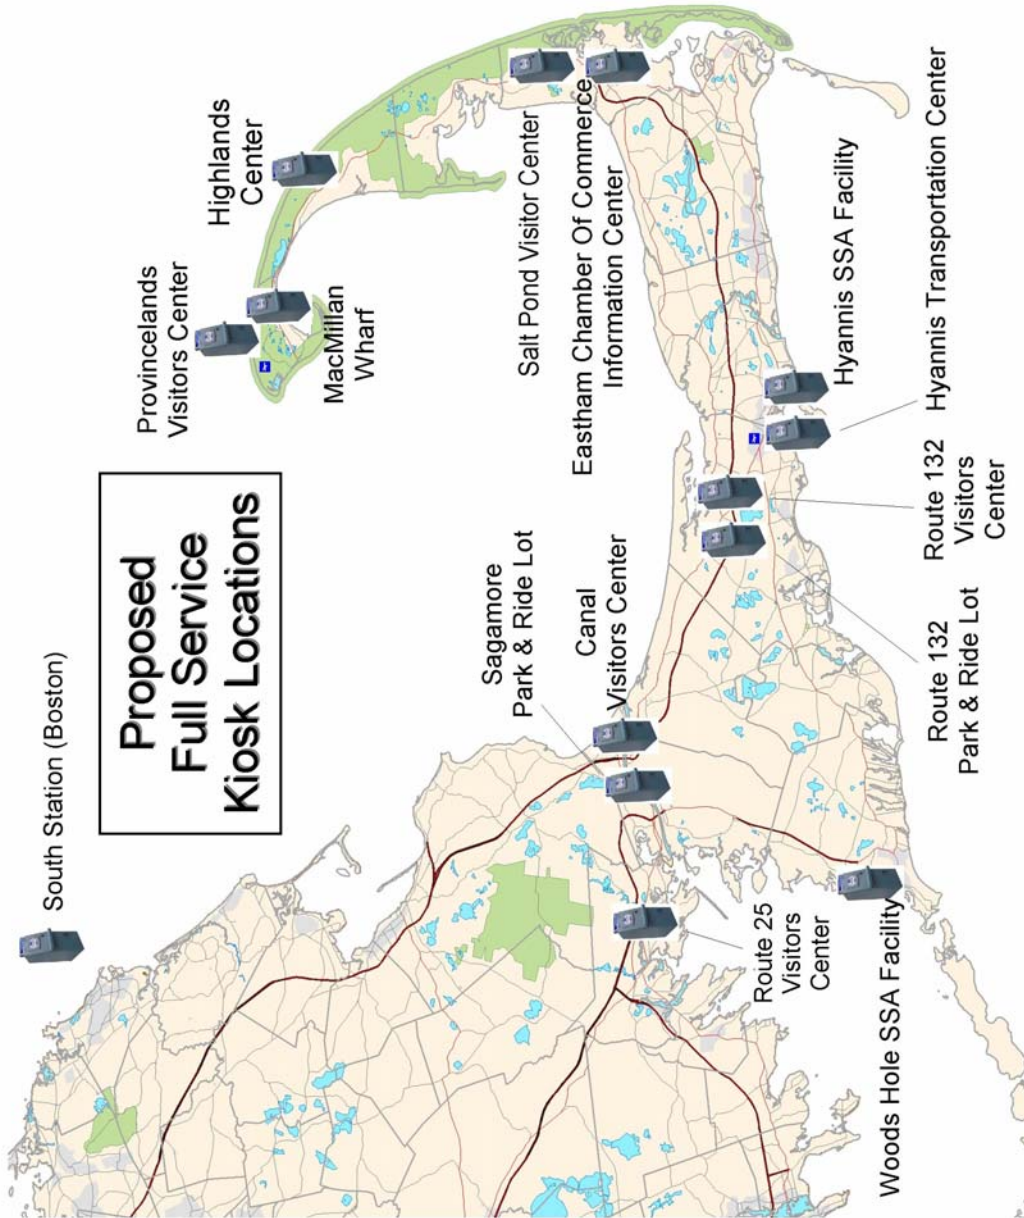 Proposed
Full Service
Kiosk Locations
South Station (Boston)
Provincelands
Visitors Center
Highlands
Center
MacMillan
Wharf
Salt Pond Visitor Center
Eastham Chamber Of Commerce
Information Center
Sagamore
Park & Ride Lot
Canal
Visitors Center
Hyannis SSA Facility
Hyannis Transportation Center
Route 132
Visitors
Center
Route 132
Park & Ride Lot
Route 25
Visitors
Center
Woods Hole SSA Facility